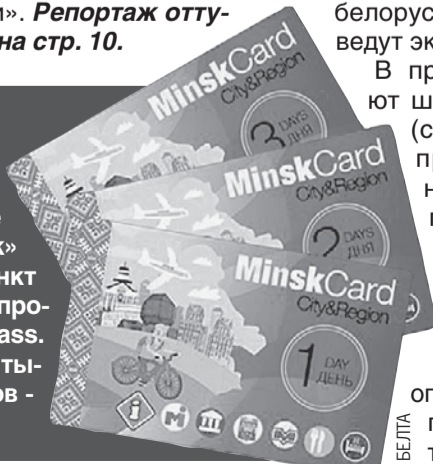 и». Репортаж отту-
на стр. 10.
нкт
про-
ass.
ты-
ов -
MinskCard
City&Region
3 DAYS
ДНЯ
MinskCard
City&Region
2 DAYS
ДНЯ
MinskCard
City&Region
1 DAY
ДЕНЬ
i
белорус
ведут эк
В пр
ют ш
(с
пр
н
ог
п
т
БЕЛТА